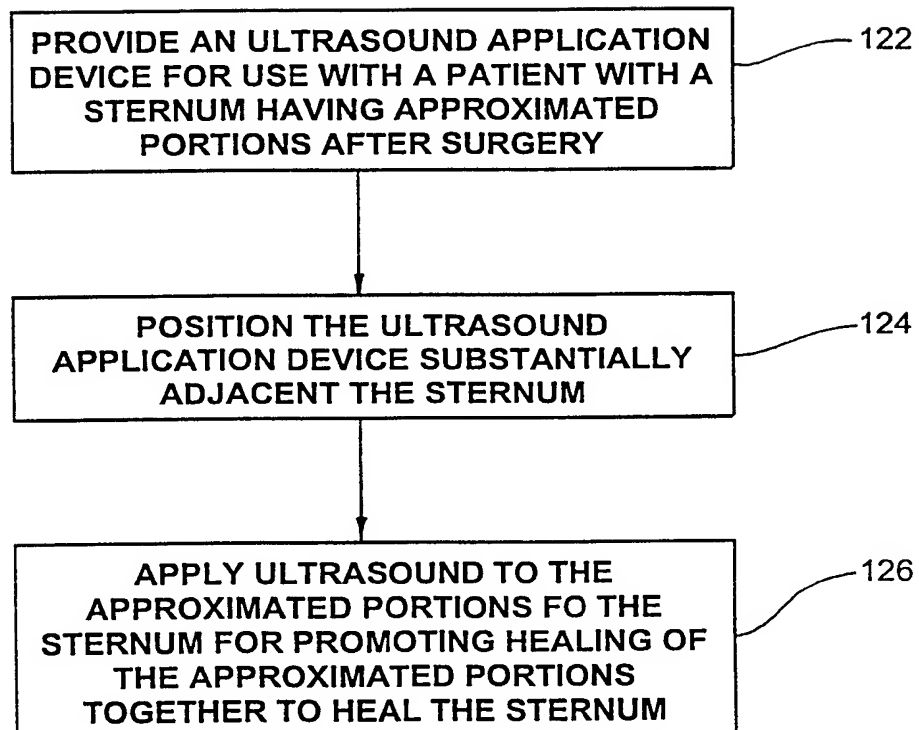 PROVIDE AN ULTRASOUND APPLICATION
DEVICE FOR USE WITH A PATIENT WITH A
STERNUM HAVING APPROXIMATED
PORTIONS AFTER SURGERY
122
POSITION THE ULTRASOUND
APPLICATION DEVICE SUBSTANTIALLY
ADJACENT THE STERNUM
124
APPLY ULTRASOUND TO THE
APPROXIMATED PORTIONS FO THE
STERNUM FOR PROMOTING HEALING OF
THE APPROXIMATED PORTIONS
TOGETHER TO HEAL THE STERNUM
126